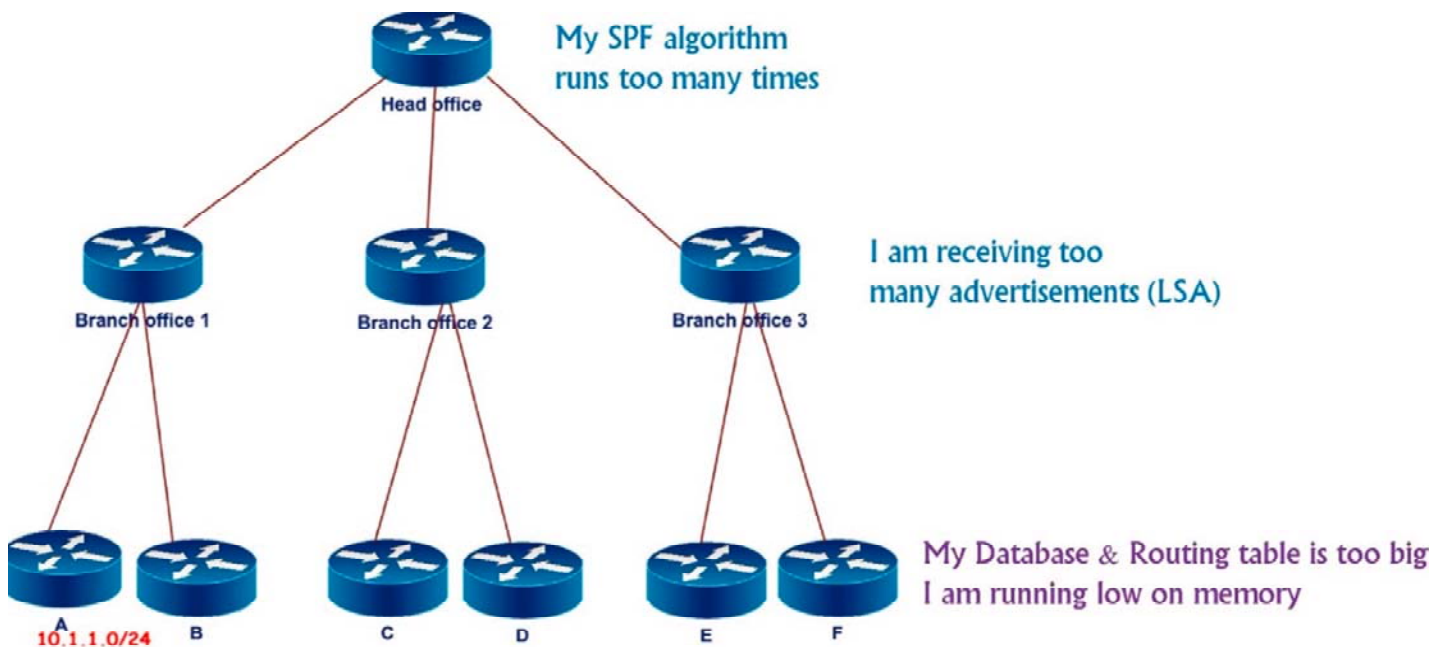 My SPF algorithm
runs too many times
Head office
I am receiving too
many advertisements (LSA)
Branch office 1
Branch office 2
Branch office 3
My Database & Routing table is too big
I am running low on memory
A
B
C
D
E
F
10.1.1.0/24